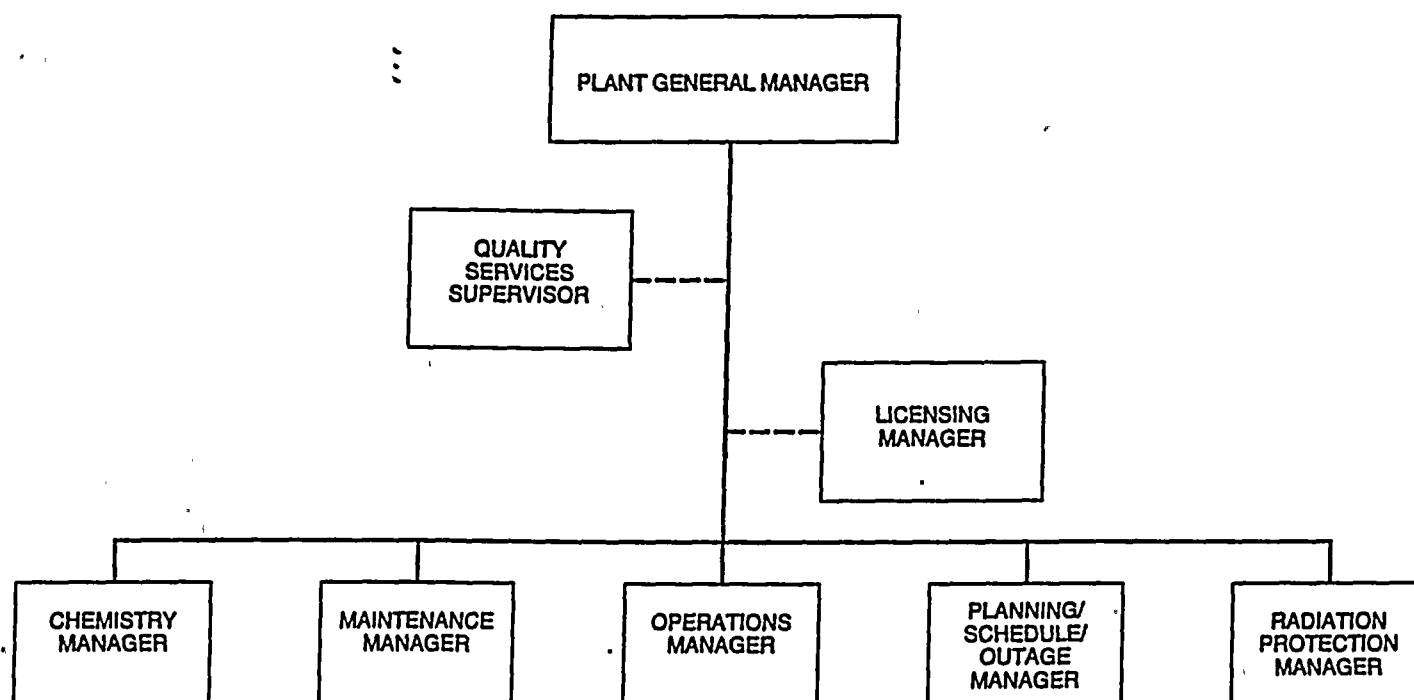 PLANT GENERAL MANAGER
QUALITY
SERVICES
SUPERVISOR
LICENSING
MANAGER
CHEMISTRY
MANAGER
MAINTENANCE
MANAGER
OPERATIONS
MANAGER
PLANNING/
SCHEDULE/
OUTAGE
MANAGER
RADIATION
PROTECTION
MANAGER